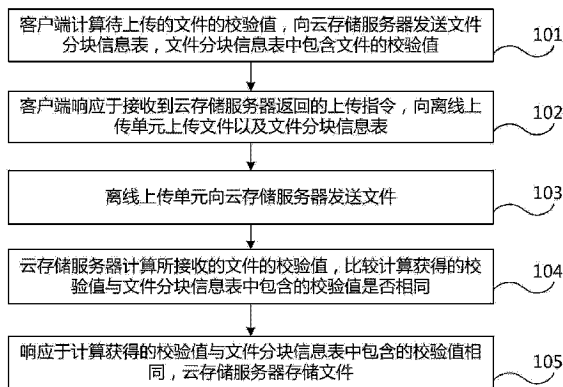 客户端计算待上传的文件的校验值，向云存储服务器发送文件
分块信息表，文件分块信息表中包含文件的校验值
101
客户端响应于接收到云存储服务器返回的上传指令，向离线上
传单元上传文件以及文件分块信息表
102
离线上传单元向云存储服务器发送文件
103
云存储服务器计算所接收的文件的校验值，比较计算获得的校
验值与文件分块信息表中包含的校验值是否相同
104
响应于计算获得的校验值与文件分块信息表中包含的校验值相
同，云存储服务器存储文件
105